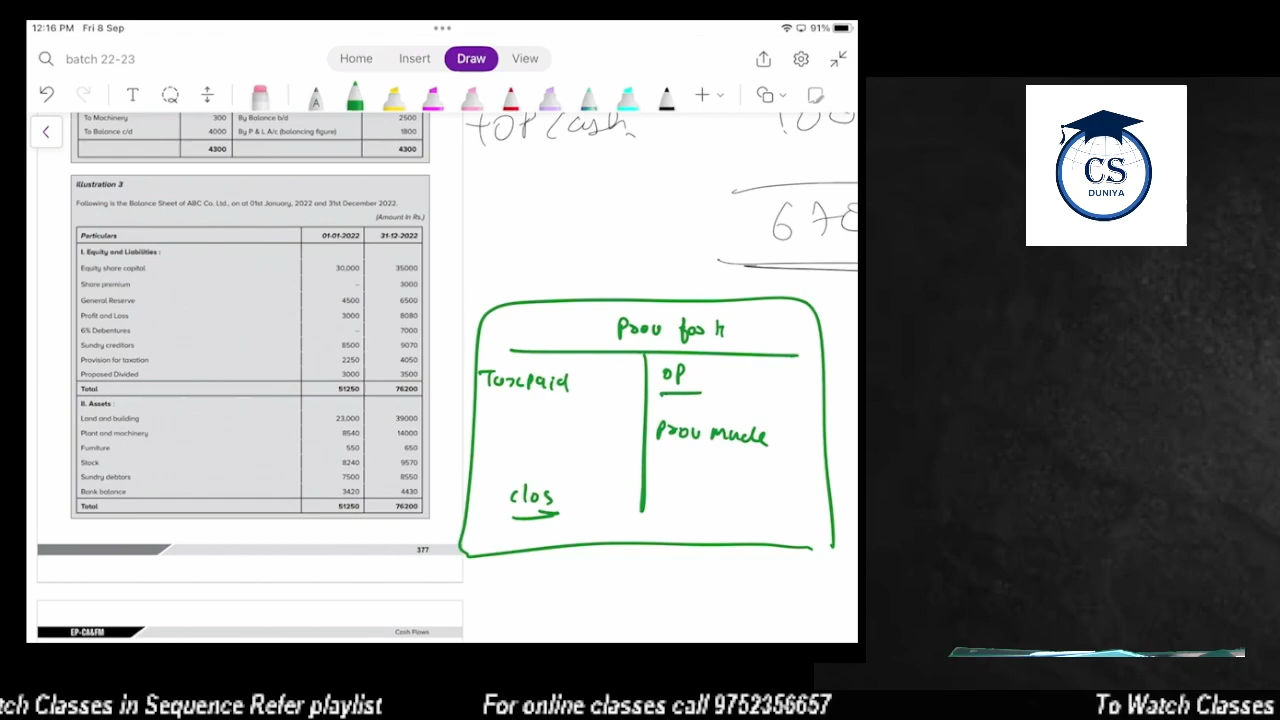 12:16 PM Fri 8 Sep
91%
batch 22-23
Home Insert Draw View
To Machinery 300 By Balance b/d 2500
To Balance c/d 4000 By P & L A/c (balancing figure) 1800
4300 4300
Illustration 3
Following is the Balance Sheet of ABC Co. Ltd., on at 01st January, 2022 and 31st December 2022.
(Amount in Rs.)
Particulars 01-01-2022 31-12-2022
I. Equity and Liabilities :
Equity share capital 30,000 35000
Share premium – 3000
General Reserve 4500 6500
Profit and Loss 3000 8080
6% Debentures – 7000
Sundry creditors 8500 9070
Provision for taxation 2250 4050
Proposed Divided 3000 3500
Total 51250 76200
II. Assets :
Land and building 23,000 39000
Plant and machinery 8540 14000
Furniture 550 650
Stock 8240 9570
Sundry debtors 7500 8550
Bank balance 3420 4430
Total 51250 76200
377
EP-CA&FM Cash Flows
+OP Cash
678
Prov for
Tax paid OP
Prov made
clos
CS
DUNIYA
tch Classes in Sequence Refer playlist For online classes call 9752356657 To Watch Classes